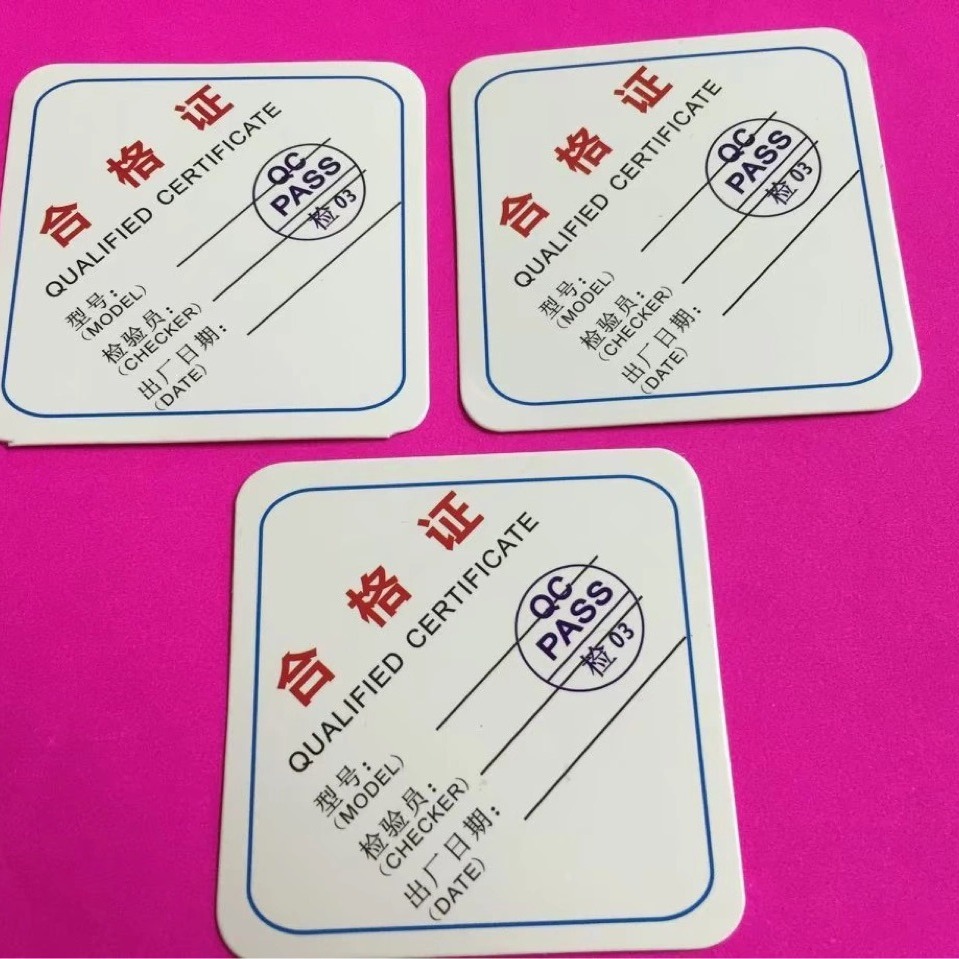 合格证
QUALIFIED CERTIFICATE
QC
PASS
检03
型号：
(MODEL)
检验员：
(CHECKER)
出厂日期：
(DATE)
合格证
QUALIFIED CERTIFICATE
QC
PASS
检03
型号：
(MODEL)
检验员：
(CHECKER)
出厂日期：
(DATE)
合格证
QUALIFIED CERTIFICATE
QC
PASS
检03
型号：
(MODEL)
检验员：
(CHECKER)
出厂日期：
(DATE)